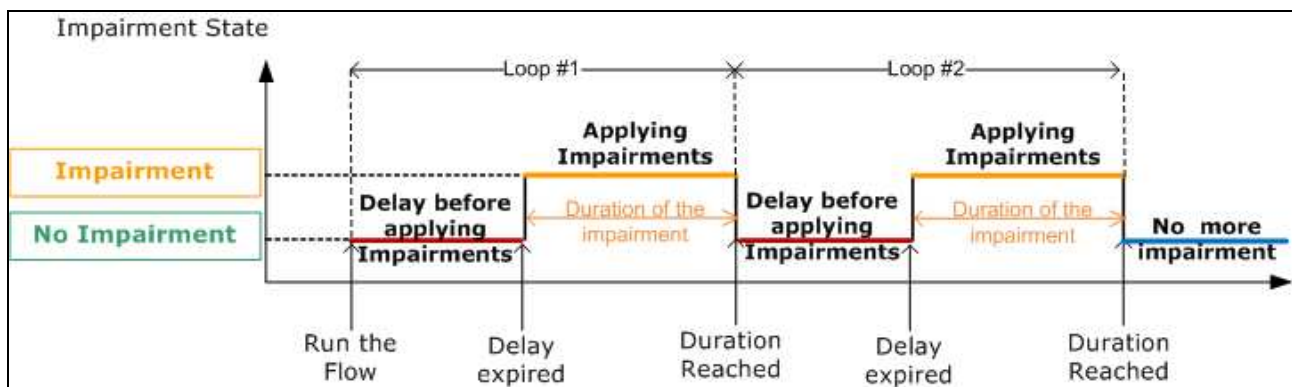 Impairment State
Loop #1
Loop #2
Applying
Impairments
Applying
Impairments
Impairment
No Impairment
Delay before
applying
Impairments
Duration of the
impairment
Delay before
applying
Impairments
Duration of the
impairment
No more
impairment
Run the
Flow
Delay
expired
Duration
Reached
Delay
expired
Duration
Reached